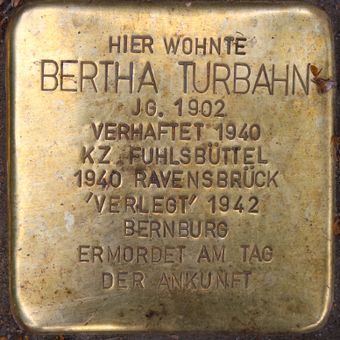 HIER WOHNTE
BERTHA TURBAHN
JG. 1902
VERHAFTET 1940
KZ. FUHLSBÜTTEL
1940 RAVENSBRÜCK
'VERLEGT' 1942
BERNBURG
ERMORDET AM TAG
DER ANKUNFT